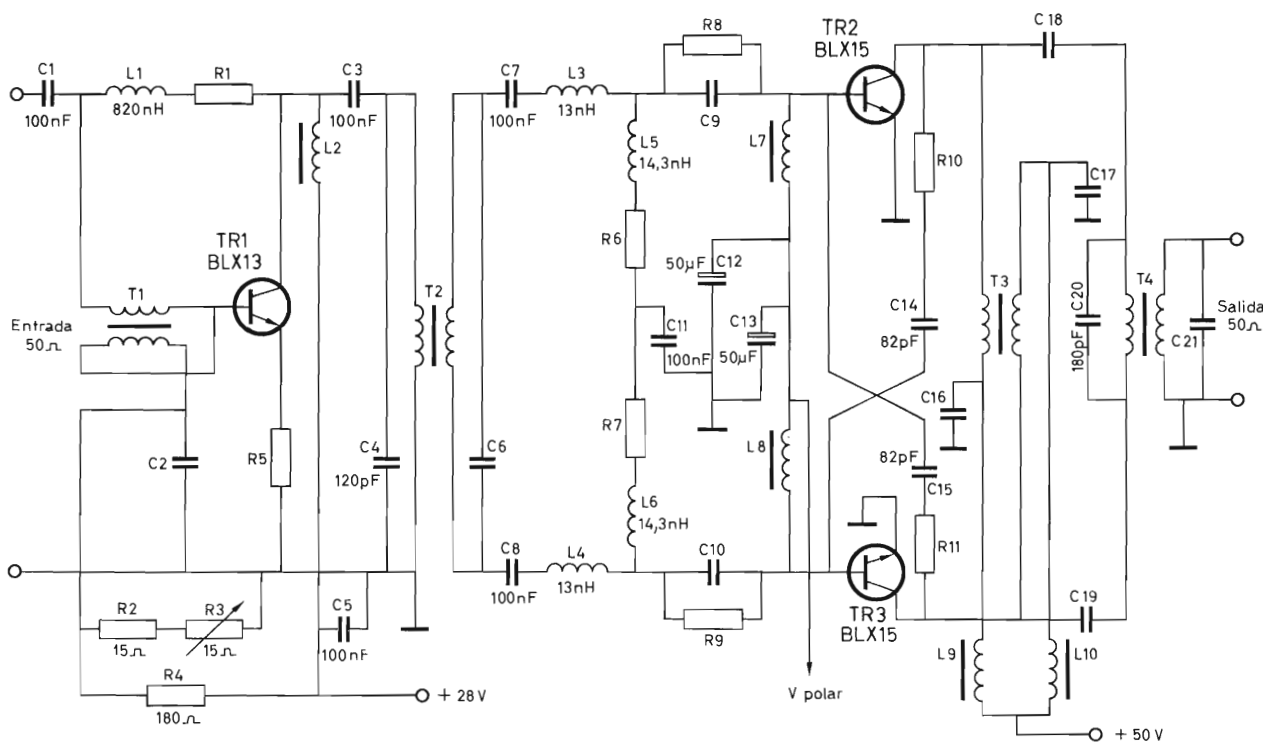 C1
100nF
L1
820nH
R1
C3
100nF
L2
C7
100nF
L3
13nH
R8
C9
TR2
BLX15
C18
L5
14,3nH
L7
R10
C17
R6
TR1
BLX13
T1
Entrada
50Ω
T2
50μF
C12
C11
100nF
C13
50μF
C14
82pF
T3
C20
180pF
T4
C21
Salida
50Ω
C16
R7
L8
C2
R5
C4
120pF
C6
82pF
C15
L6
14,3nH
R11
C8
100nF
L4
13nH
C10
R9
TR3
BLX15
C19
R2
15Ω
R3
15Ω
C5
100nF
R4
180Ω
+ 28V
V polar
L9
L10
+ 50V